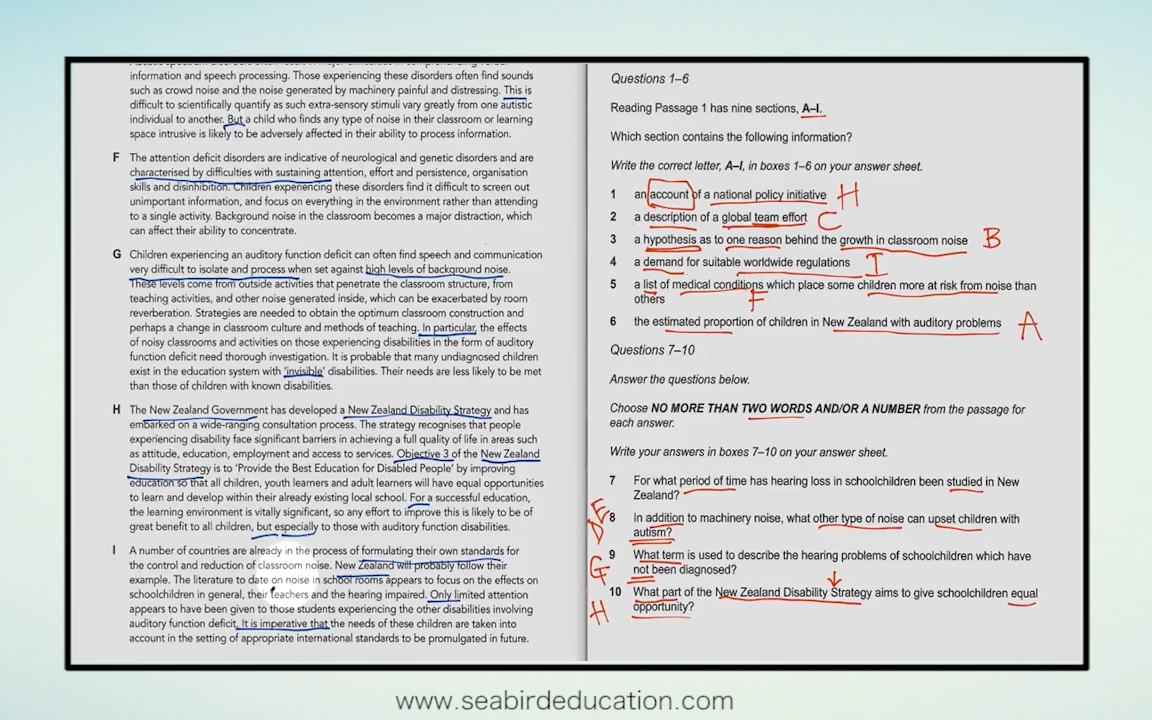 information and speech processing. Those experiencing these disorders often find sounds
such as crowd noise and the noise generated by machinery painful and distressing. This is
difficult to scientifically quantify as such extra-sensory stimuli vary greatly from one autistic
individual to another. But a child who finds any type of noise in their classroom or learning
space intrusive is likely to be adversely affected in their ability to process information.
F The attention deficit disorders are indicative of neurological and genetic disorders and are
characterised by difficulties with sustaining attention, effort and persistence, organisation
skills and disinhibition. Children experiencing these disorders find it difficult to screen out
unimportant information, and focus on everything in the environment rather than attending
to a single activity. Background noise in the classroom becomes a major distraction, which
can affect their ability to concentrate.
G Children experiencing an auditory function deficit can often find speech and communication
very difficult to isolate and process when set against high levels of background noise.
These levels come from outside activities that penetrate the classroom structure, from
teaching activities, and other noise generated inside, which can be exacerbated by room
reverberation. Strategies are needed to obtain the optimum classroom construction and
perhaps a change in classroom culture and methods of teaching. In particular, the effects
of noisy classrooms and activities on those experiencing disabilities in the form of auditory
function deficit need thorough investigation. It is probable that many undiagnosed children
exist in the education system with 'invisible' disabilities. Their needs are less likely to be met
than those of children with known disabilities.
H The New Zealand Government has developed a New Zealand Disability Strategy and has
embarked on a wide-ranging consultation process. The strategy recognises that people
experiencing disability face significant barriers in achieving a full quality of life in areas such
as attitude, education, employment and access to services. Objective 3 of the New Zealand
Disability Strategy is to 'Provide the Best Education for Disabled People' by improving
education so that all children, youth learners and adult learners will have equal opportunities
to learn and develop within their already existing local school. For a successful education,
the learning environment is vitally significant, so any effort to improve this is likely to be of
great benefit to all children, but especially to those with auditory function disabilities.
I A number of countries are already in the process of formulating their own standards for
the control and reduction of classroom noise. New Zealand will probably follow their
example. The literature to date on noise in school rooms appears to focus on the effects on
schoolchildren in general, their teachers and the hearing impaired. Only limited attention
appears to have been given to those students experiencing the other disabilities involving
auditory function deficit. It is imperative that the needs of these children are taken into
account in the setting of appropriate international standards to be promulgated in future.
Questions 1–6
Reading Passage 1 has nine sections, A–I.
Which section contains the following information?
Write the correct letter, A–I, in boxes 1–6 on your answer sheet.
1 an account of a national policy initiative H
2 a description of a global team effort C
3 a hypothesis as to one reason behind the growth in classroom noise B
4 a demand for suitable worldwide regulations I
5 a list of medical conditions which place some children more at risk from noise than
others F
6 the estimated proportion of children in New Zealand with auditory problems A
Questions 7–10
Answer the questions below.
Choose NO MORE THAN TWO WORDS AND/OR A NUMBER from the passage for
each answer.
Write your answers in boxes 7–10 on your answer sheet.
7 For what period of time has hearing loss in schoolchildren been studied in New
Zealand?
E
D 8 In addition to machinery noise, what other type of noise can upset children with
autism?
G 9 What term is used to describe the hearing problems of schoolchildren which have
not been diagnosed?
H 10 What part of the New Zealand Disability Strategy aims to give schoolchildren equal
opportunity?
www.seabirdeducation.com